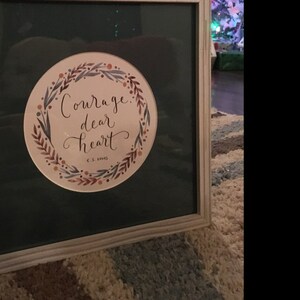 Courage,
dear
heart
C. S. LEWIS